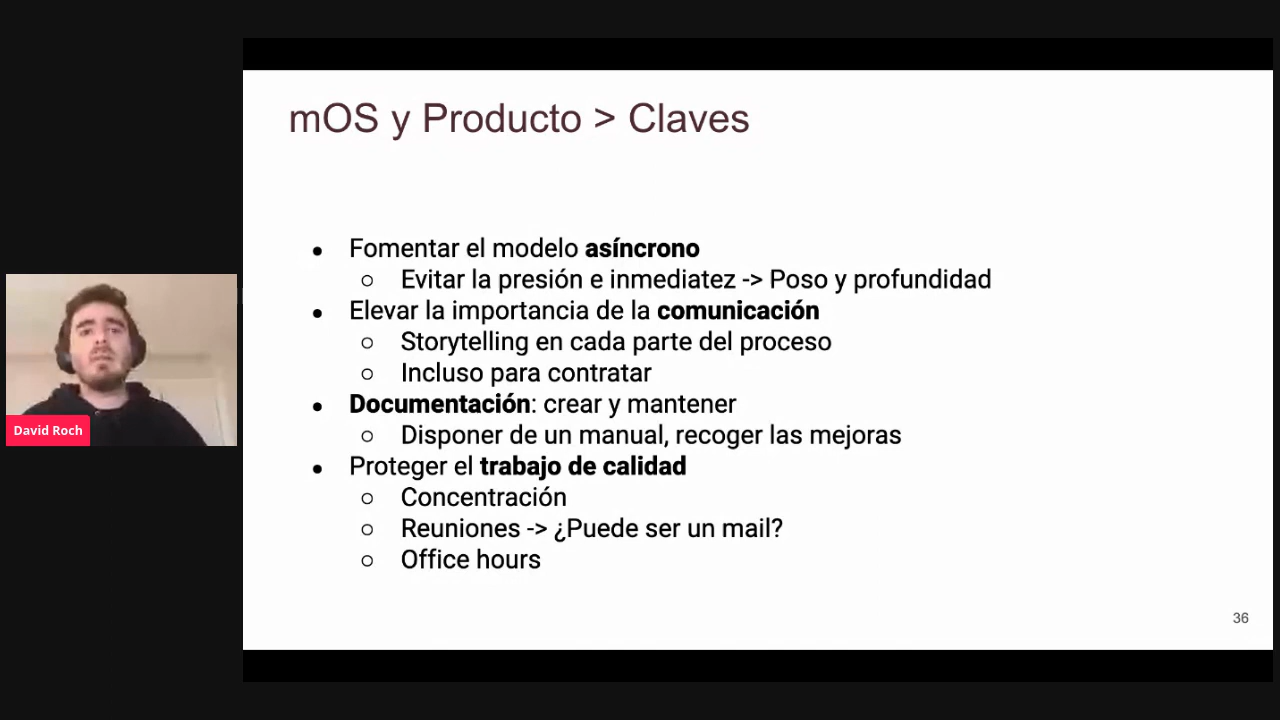 mOS y Producto > Claves
● Fomentar el modelo asíncrono
○ Evitar la presión e inmediatez -> Poso y profundidad
● Elevar la importancia de la comunicación
○ Storytelling en cada parte del proceso
○ Incluso para contratar
● Documentación: crear y mantener
○ Disponer de un manual, recoger las mejoras
● Proteger el trabajo de calidad
○ Concentración
○ Reuniones -> ¿Puede ser un mail?
○ Office hours
36
David Roch